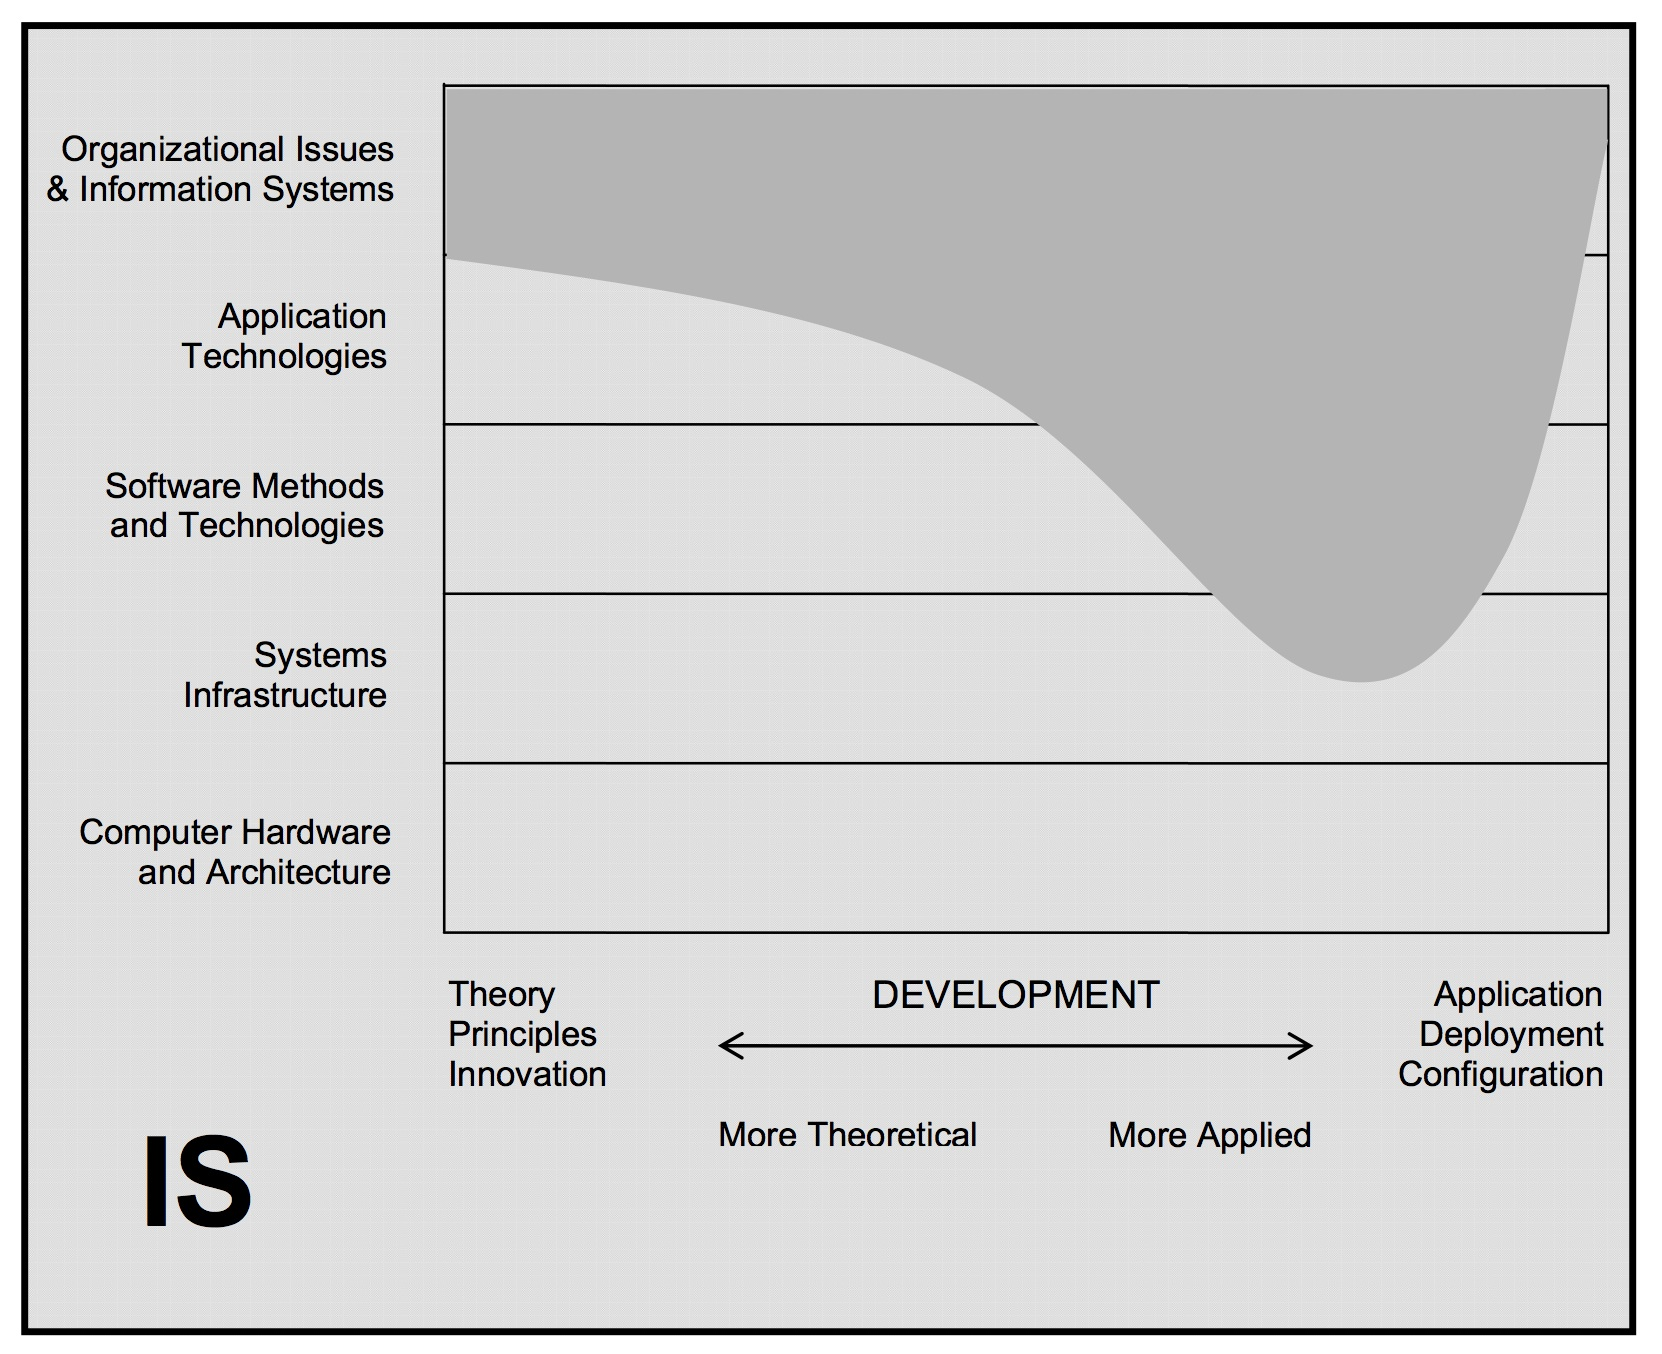 Organizational Issues
& Information Systems
Application
Technologies
Software Methods
and Technologies
Systems
Infrastructure
Computer Hardware
and Architecture
Theory
Principles
Innovation
DEVELOPMENT
Application
Deployment
Configuration
More Theoretical
More Applied
IS